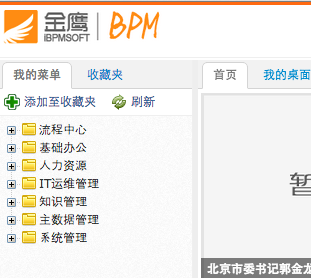 金鹰 BPM
IBPMSOFT
我的菜单 收藏夹 首页 我的桌面
添加至收藏夹 刷新
流程中心
基础办公
人力资源
IT运维管理
知识管理
主数据管理
系统管理
北京市委书记郭金龙